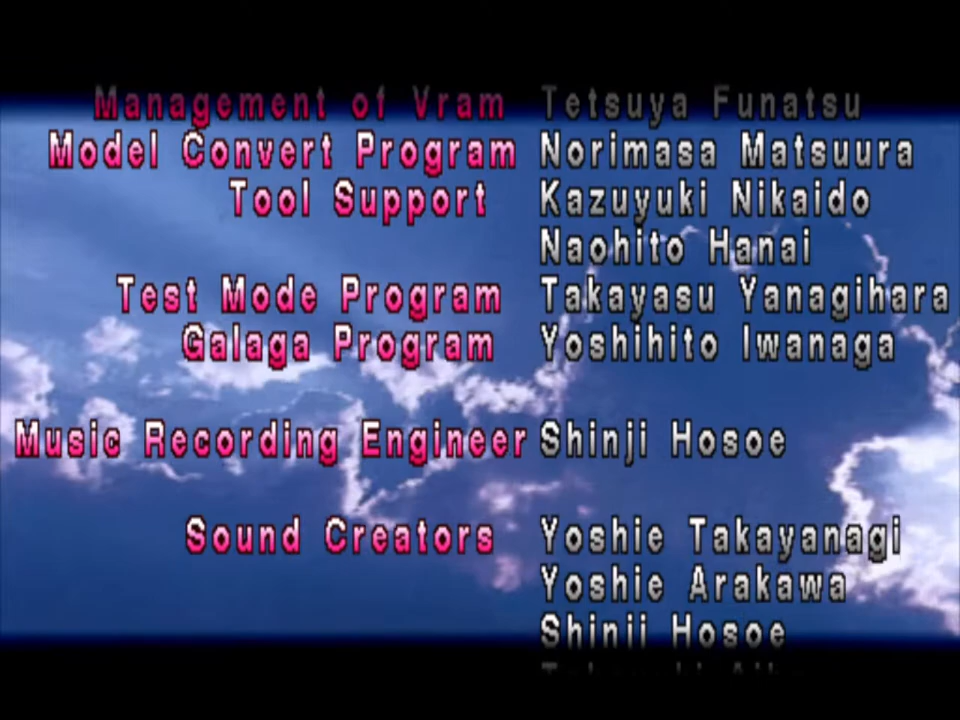 Management of Vram Tetsuya Funatsu
Model Convert Program Norimasa Matsuura
Tool Support Kazuyuki Nikaido
Naohito Hanai
Test Mode Program Takayasu Yanagihara
Galaga Program Yoshihito Iwanaga
Music Recording Engineer Shinji Hosoe
Sound Creators Yoshie Takayanagi
Yoshie Arakawa
Shinji Hosoe